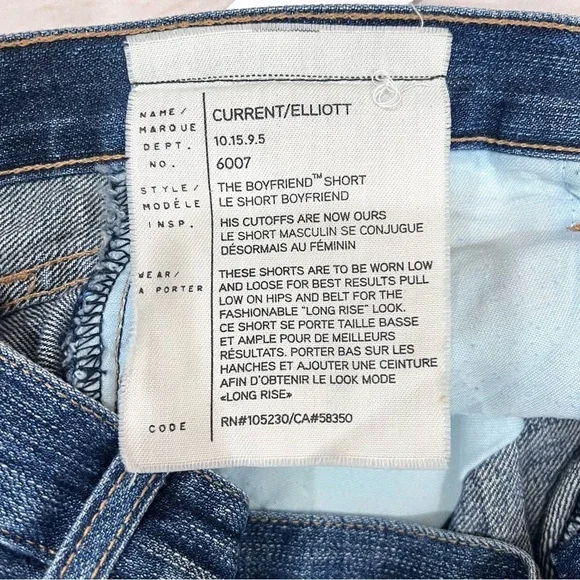 NAME/ CURRENT/ELLIOTT
MARQUE
DEPT. 10.15.9.5
NO. 6007
STYLE/ THE BOYFRIEND™ SHORT
MODÈLE LE SHORT BOYFRIEND
INSP. HIS CUTOFFS ARE NOW OURS
LE SHORT MASCULIN SE CONJUGUE
DÉSORMAIS AU FÉMININ
WEAR/ THESE SHORTS ARE TO BE WORN LOW
A PORTER AND LOOSE FOR BEST RESULTS PULL
LOW ON HIPS AND BELT FOR THE
FASHIONABLE "LONG RISE" LOOK.
CE SHORT SE PORTE TAILLE BASSE
ET AMPLE POUR DE MEILLEURS
RÉSULTATS. PORTER BAS SUR LES
HANCHES ET AJOUTER UNE CEINTURE
AFIN D'OBTENIR LE LOOK MODE
«LONG RISE»
CODE RN#105230/CA#58350